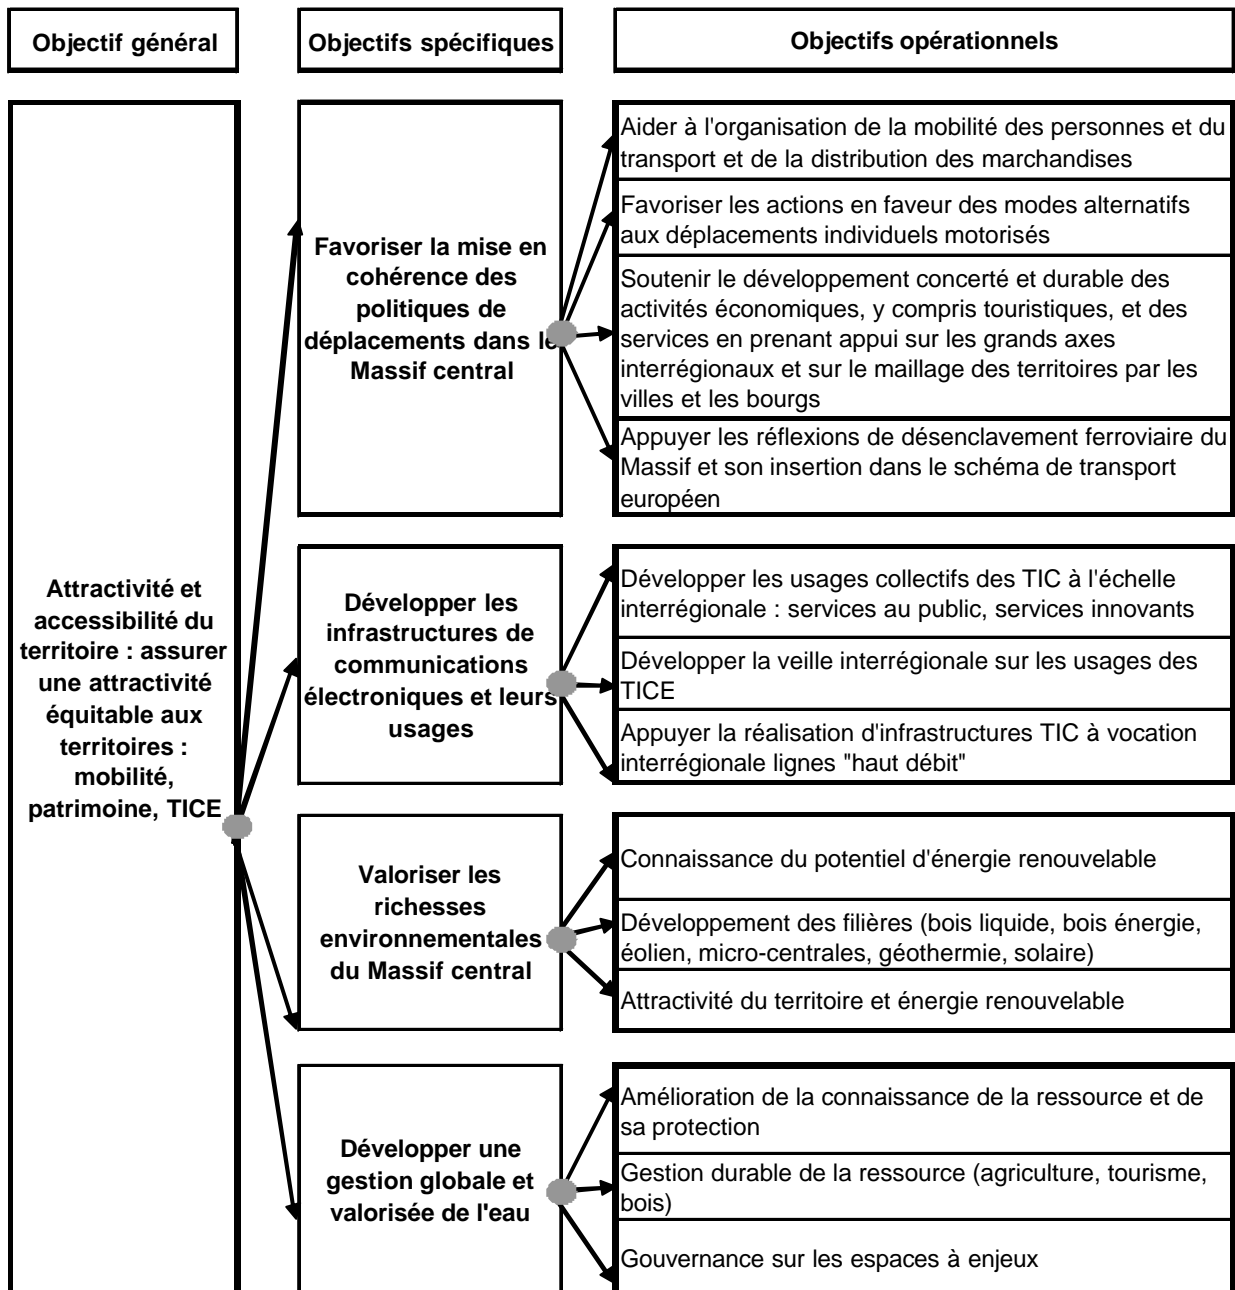 Objectif général
Objectifs spécifiques
Objectifs opérationnels
Attractivité et
accessibilité du
territoire : assurer
une attractivité
équitable aux
territoires :
mobilité,
patrimoine, TICE
Favoriser la mise en
cohérence des
politiques de
déplacements dans le
Massif central
Aider à l'organisation de la mobilité des personnes et du
transport et de la distribution des marchandises
Favoriser les actions en faveur des modes alternatifs
aux déplacements individuels motorisés
Soutenir le développement concerté et durable des
activités économiques, y compris touristiques, et des
services en prenant appui sur les grands axes
interrégionaux et sur le maillage des territoires par les
villes et les bourgs
Appuyer les réflexions de désenclavement ferroviaire du
Massif et son insertion dans le schéma de transport
européen
Développer les
infrastructures de
communications
électroniques et leurs
usages
Développer les usages collectifs des TIC à l'échelle
interrégionale : services au public, services innovants
Développer la veille interrégionale sur les usages des
TICE
Appuyer la réalisation d'infrastructures TIC à vocation
interrégionale lignes "haut débit"
Valoriser les
richesses
environnementales
du Massif central
Connaissance du potentiel d'énergie renouvelable
Développement des filières (bois liquide, bois énergie,
éolien, micro-centrales, géothermie, solaire)
Attractivité du territoire et énergie renouvelable
Développer une
gestion globale et
valorisée de l'eau
Amélioration de la connaissance de la ressource et de
sa protection
Gestion durable de la ressource (agriculture, tourisme,
bois)
Gouvernance sur les espaces à enjeux